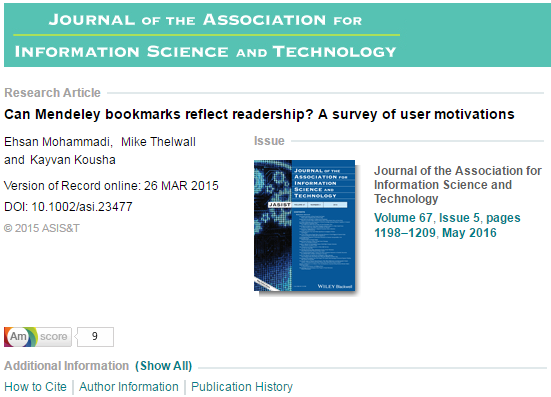 JOURNAL OF THE ASSOCIATION FOR
INFORMATION SCIENCE AND TECHNOLOGY
Research Article
Can Mendeley bookmarks reflect readership? A survey of user motivations
Ehsan Mohammadi, Mike Thelwall
and Kayvan Kousha
Version of Record online: 26 MAR 2015
DOI: 10.1002/asi.23477
© 2015 ASIS&T
Issue
JOURNAL OF THE
ASSOCIATION FOR
INFORMATION
SCIENCE AND
TECHNOLOGY
JASIST
WILEY Blackwell
Journal of the Association for
Information Science and
Technology
Volume 67, Issue 5, pages
1198–1209, May 2016
Am score 9
Additional Information (Show All)
How to Cite Author Information Publication History